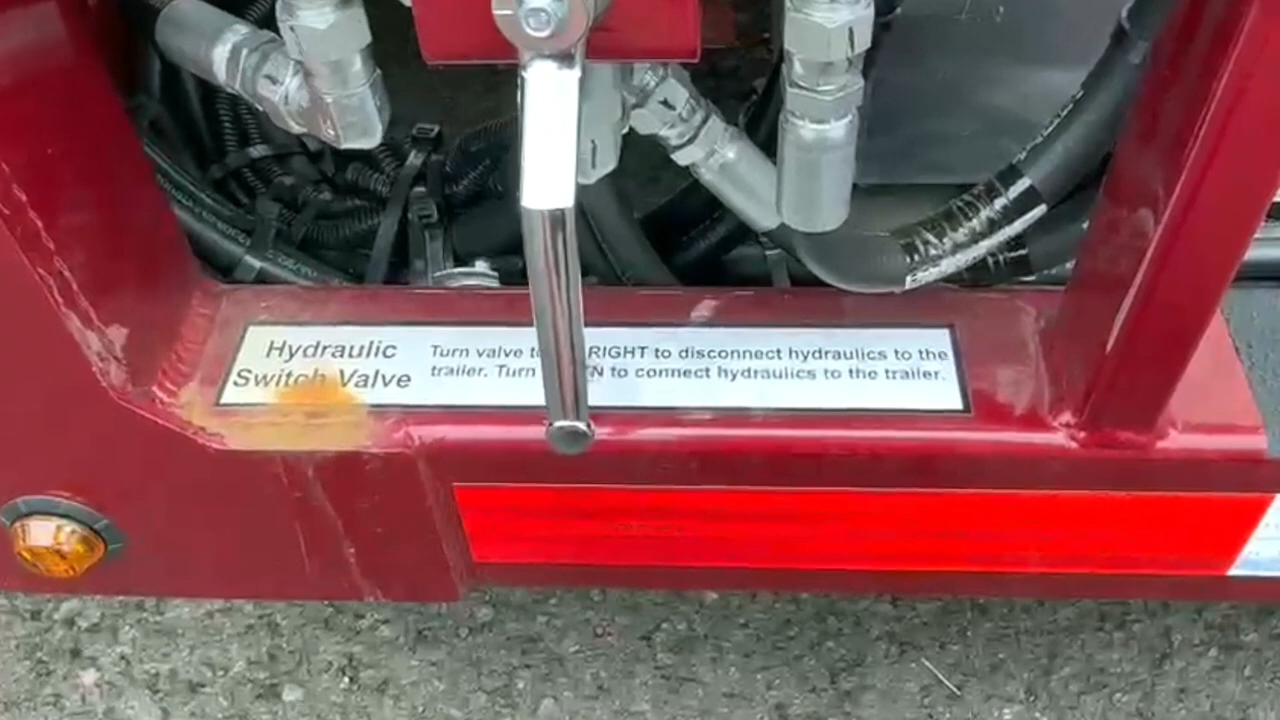 Hydraulic
Switch Valve
Turn valve RIGHT to disconnect hydraulics to the
trailer. Turn to connect hydraulics to the trailer.